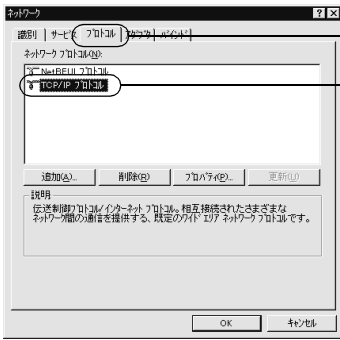 ネットワーク
識別 サービス プロトコル アダプタ バインド
ネットワーク プロトコル(N):
NetBEUI プロトコル
TCP/IP プロトコル
追加(A)... 削除(R) プロパティ(P)... 更新(U)
説明
伝送制御プロトコル/インターネット プロトコル。相互接続されたさまざまな
ネットワーク間の通信を提供する、既定のワイド エリア ネットワーク プロトコルです。
OK キャンセル